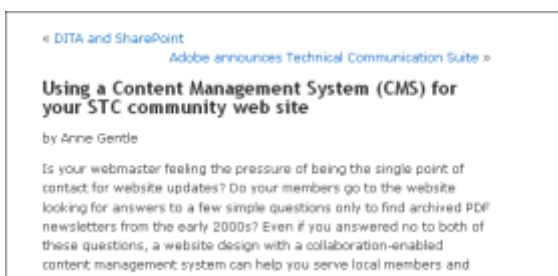 « DITA and SharePoint
Adobe announces Technical Communication Suite »
Using a Content Management System (CMS) for
your STC community web site
by Anne Gentle
Is your webmaster feeling the pressure of being the single point of
contact for website updates? Do your members go to the website
looking for answers to a few simple questions only to find archived PDF
newsletters from the early 2000s? Even if you answered no to both of
these questions, a website design with a collaboration-enabled
content management system can help you serve local members and